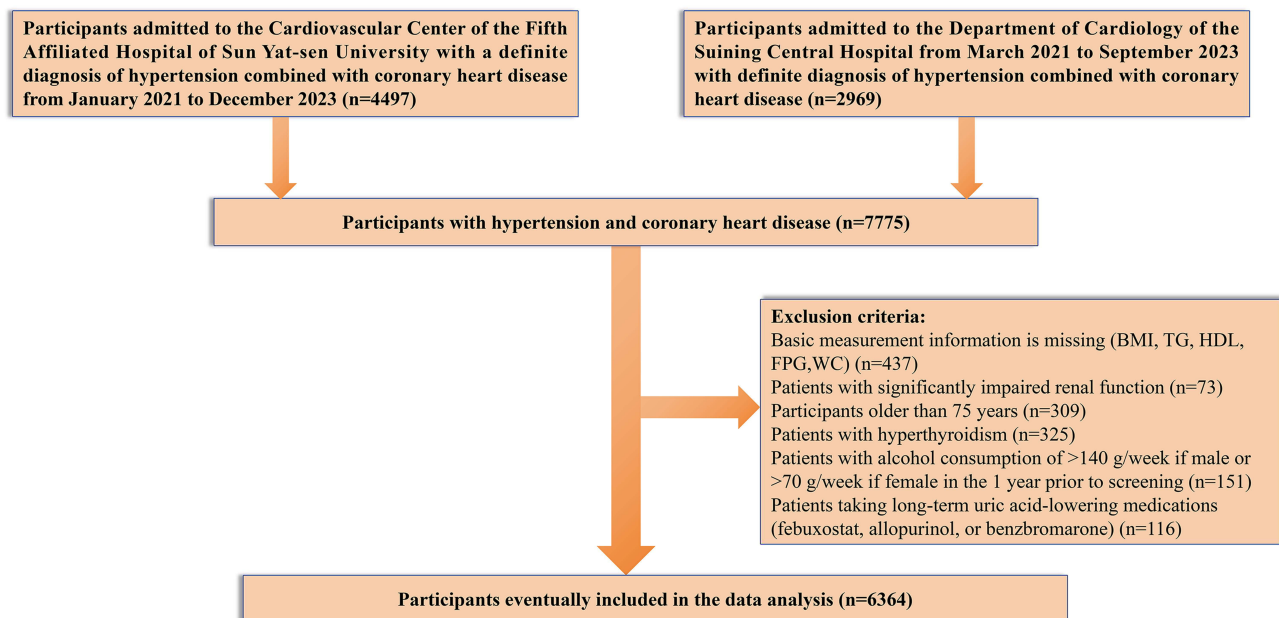 Participants admitted to the Cardiovascular Center of the Fifth
Affiliated Hospital of Sun Yat-sen University with a definite
diagnosis of hypertension combined with coronary heart disease
from January 2021 to December 2023 (n=4497)
Participants admitted to the Department of Cardiology of the
Suining Central Hospital from March 2021 to September 2023
with definite diagnosis of hypertension combined with coronary
heart disease (n=2969)
Participants with hypertension and coronary heart disease (n=7775)
Exclusion criteria:
Basic measurement information is missing (BMI, TG, HDL,
FPG,WC) (n=437)
Patients with significantly impaired renal function (n=73)
Participants older than 75 years (n=309)
Patients with hyperthyroidism (n=325)
Patients with alcohol consumption of >140 g/week if male or
>70 g/week if female in the 1 year prior to screening (n=151)
Patients taking long-term uric acid-lowering medications
(febuxostat, allopurinol, or benzbromarone) (n=116)
Participants eventually included in the data analysis (n=6364)